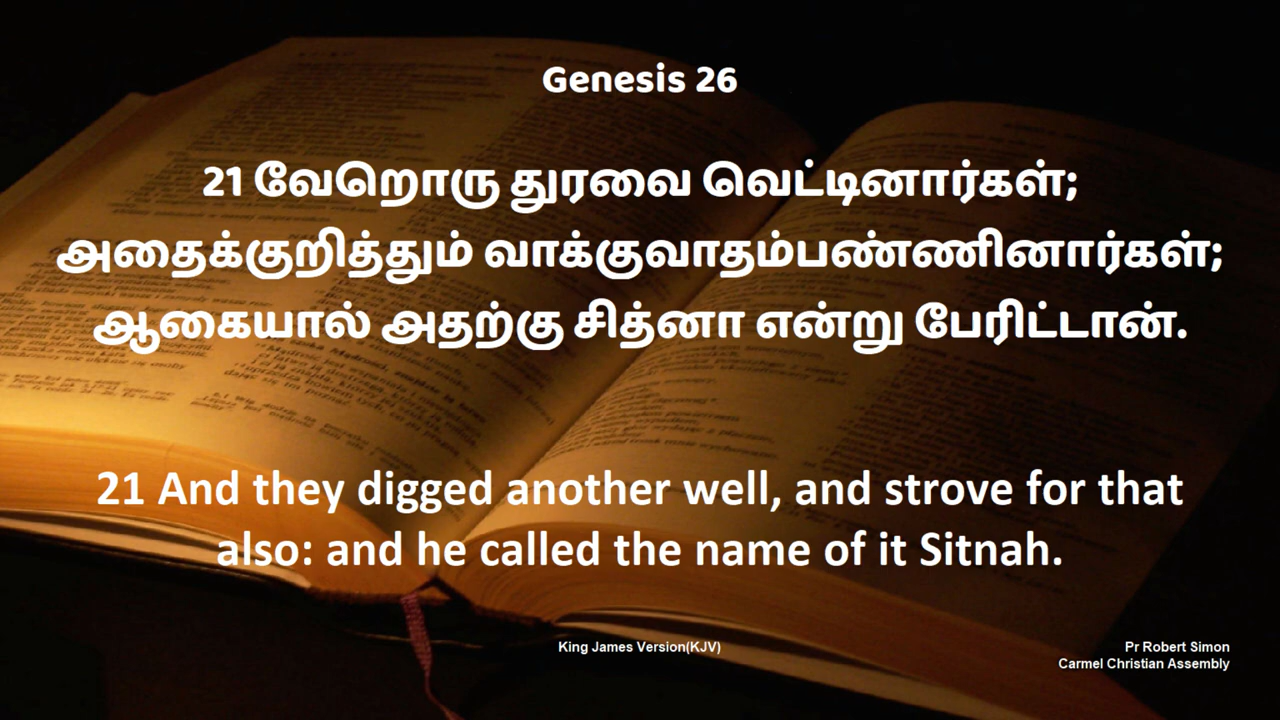 Genesis 26
21 வேறொரு துரவை வெட்டினார்கள்;
அதைக்குறித்தும் வாக்குவாதம்பண்ணினார்கள்;
ஆகையால் அதற்கு சித்னா என்று பேரிட்டான்.
21 And they digged another well, and strove for that
also: and he called the name of it Sitnah.
King James Version(KJV)
Pr Robert Simon
Carmel Christian Assembly